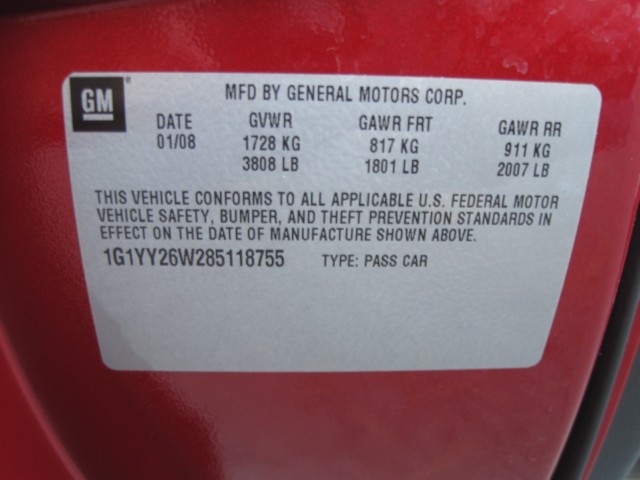 GM® MFD BY GENERAL MOTORS CORP.
DATE GVWR GAWR FRT GAWR RR
01/08 1728 KG 817 KG 911 KG
3808 LB 1801 LB 2007 LB
THIS VEHICLE CONFORMS TO ALL APPLICABLE U.S. FEDERAL MOTOR
VEHICLE SAFETY, BUMPER, AND THEFT PREVENTION STANDARDS IN
EFFECT ON THE DATE OF MANUFACTURE SHOWN ABOVE.
1G1YY26W285118755 TYPE: PASS CAR